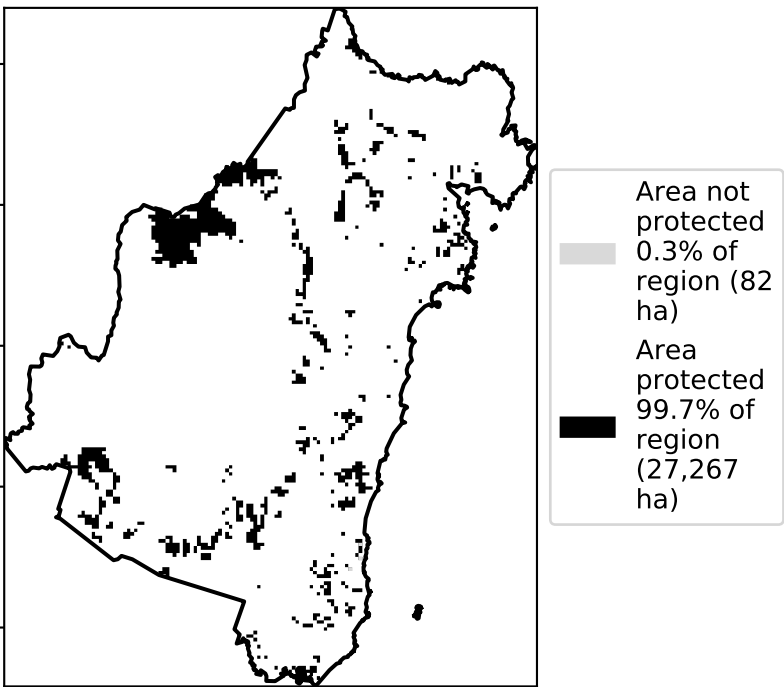 Area not
protected
0.3% of
region (82
ha)
Area
protected
99.7% of
region
(27,267
ha)